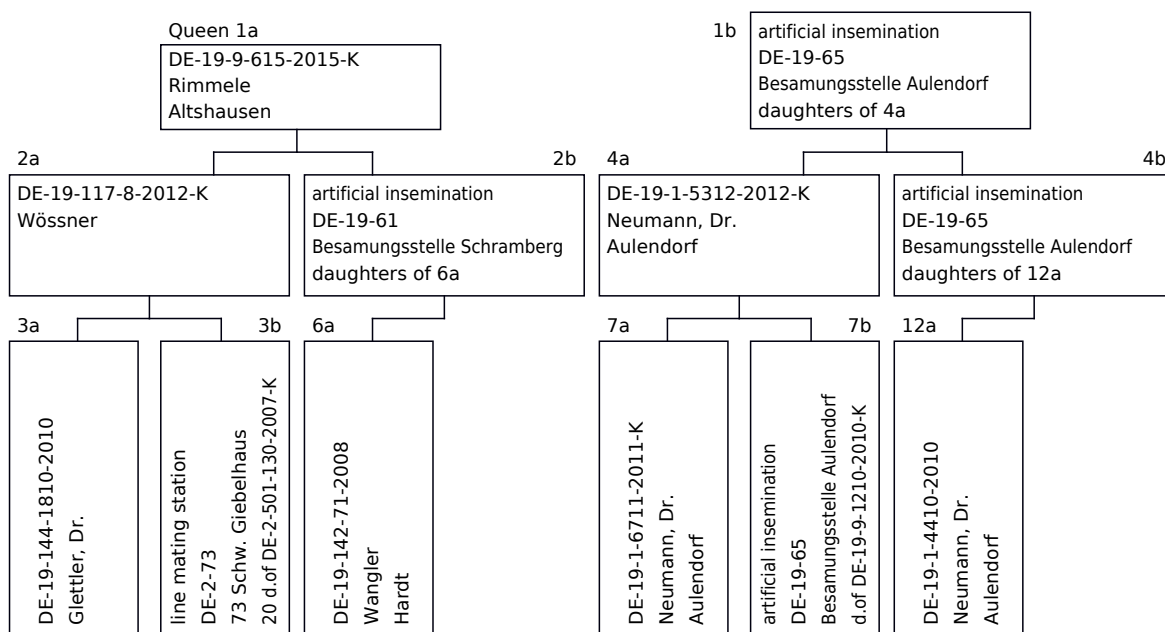 Queen 1a
DE-19-9-615-2015-K
Rimmele
Altshausen
1b
artificial insemination
DE-19-65
Besamungsstelle Aulendorf
daughters of 4a
2a
DE-19-117-8-2012-K
Wössner
2b
artificial insemination
DE-19-61
Besamungsstelle Schramberg
daughters of 6a
4a
DE-19-1-5312-2012-K
Neumann, Dr.
Aulendorf
4b
artificial insemination
DE-19-65
Besamungsstelle Aulendorf
daughters of 12a
3a
DE-19-144-1810-2010
Glettler, Dr.
3b
line mating station
DE-2-73
73 Schw. Giebelhaus
20 d.of DE-2-501-130-2007-K
6a
DE-19-142-71-2008
Wangler
Hardt
7a
DE-19-1-6711-2011-K
Neumann, Dr.
Aulendorf
7b
artificial insemination
DE-19-65
Besamungsstelle Aulendorf
d.of DE-19-9-1210-2010-K
12a
DE-19-1-4410-2010
Neumann, Dr.
Aulendorf